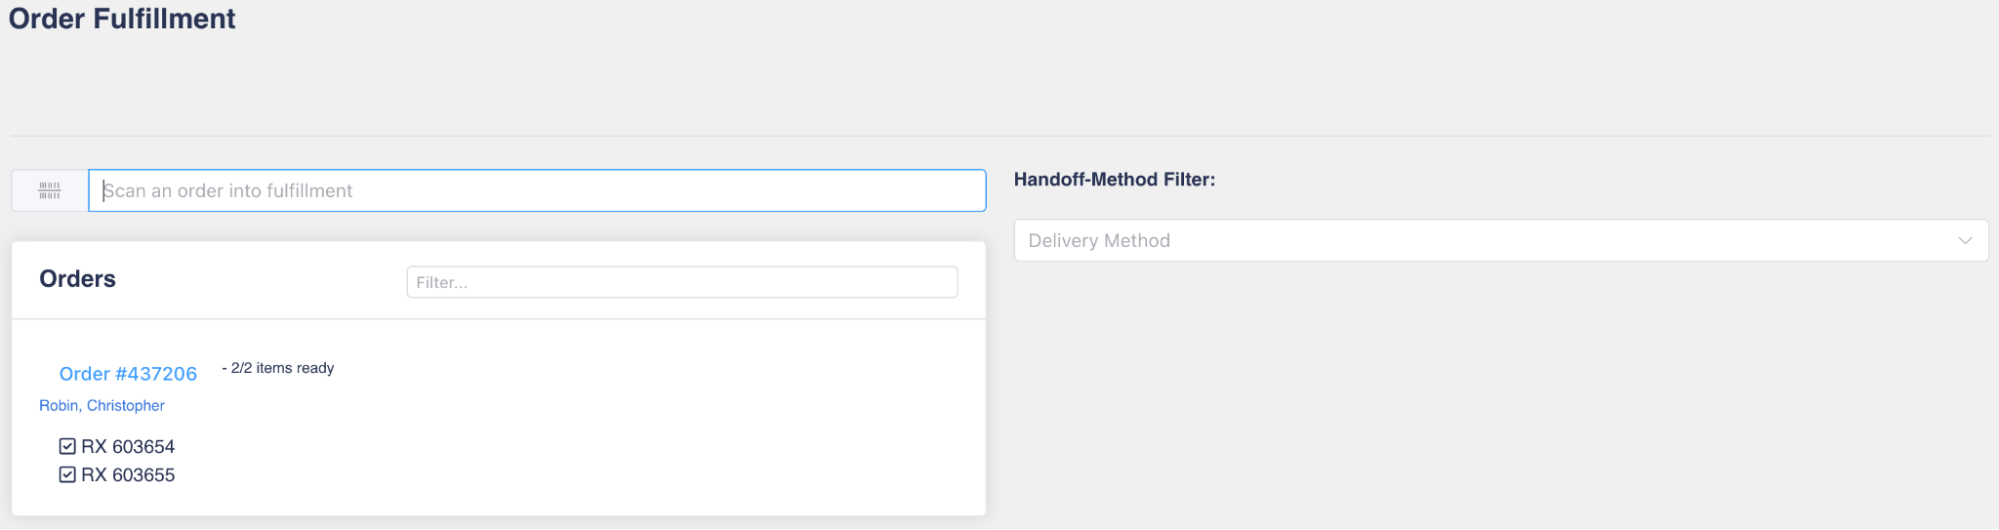 Order Fulfillment
Scan an order into fulfillment
Handoff-Method Filter:
Delivery Method
Orders
Filter...
Order #437206 - 2/2 items ready
Robin, Christopher
RX 603654
RX 603655